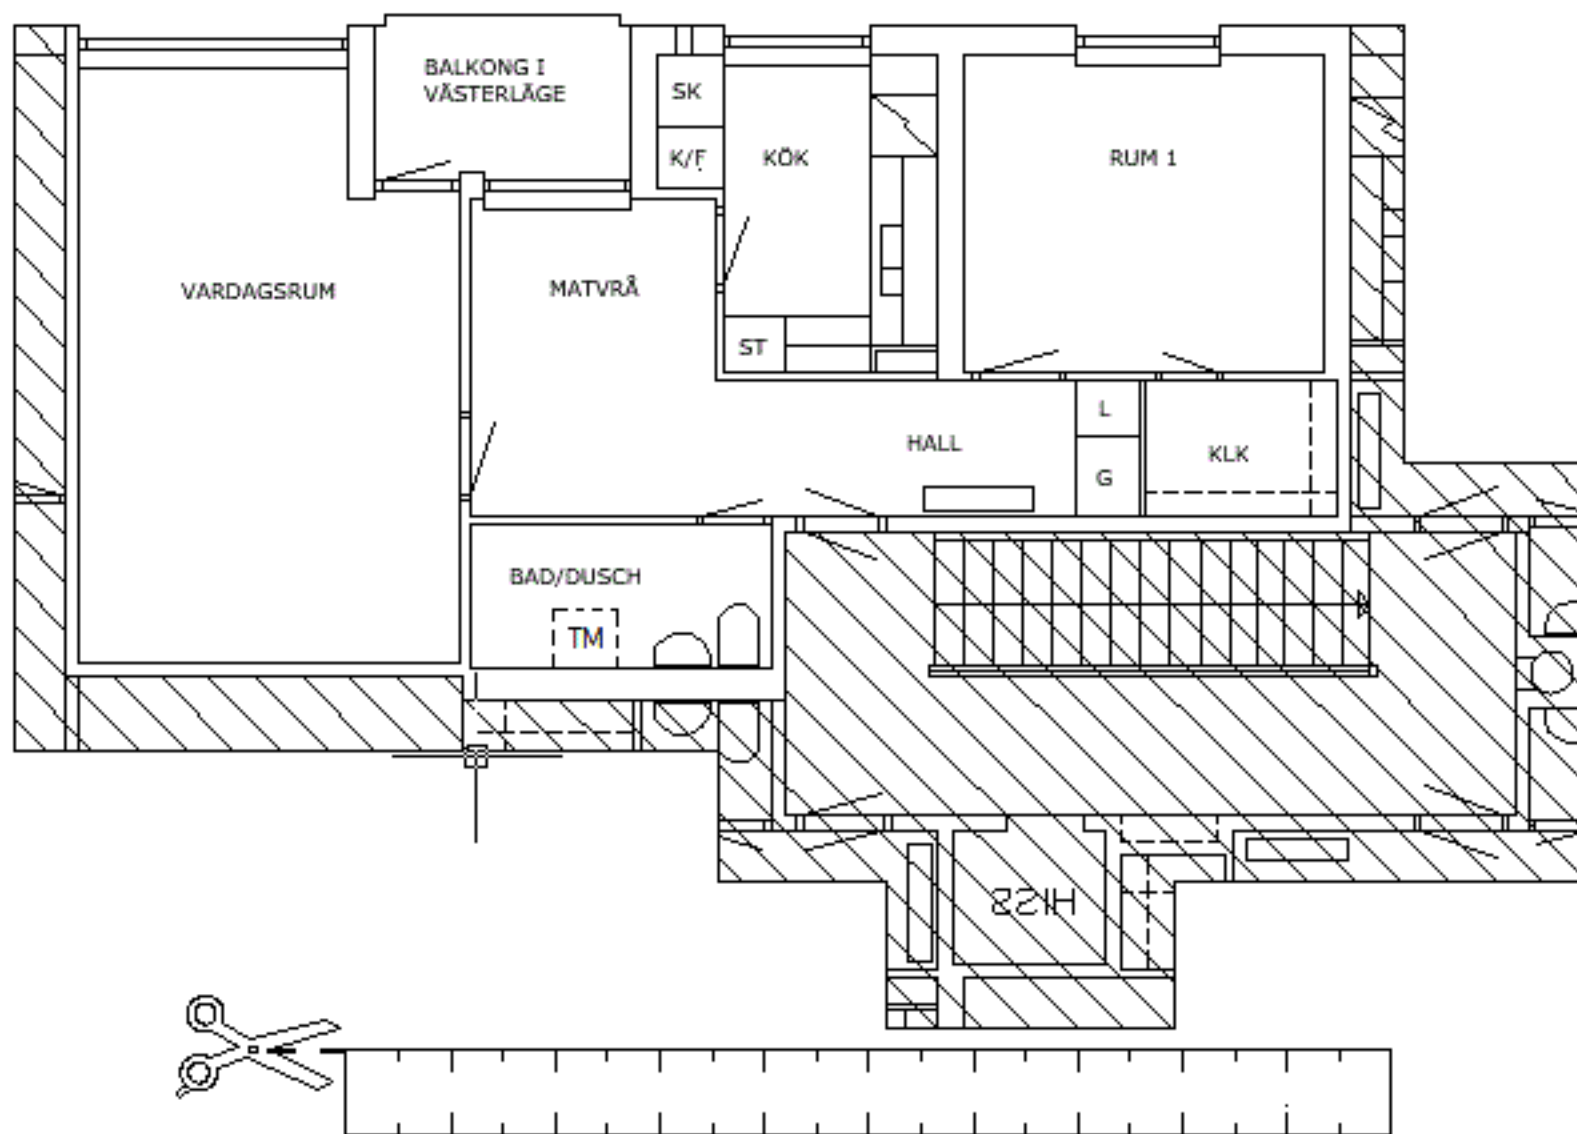 BALKONG I
VÄSTERLÄGE
SK
K/F
KÖK
RUM 1
VARDAGSRUM
MATVRÅ
ST
L
HALL
KLK
G
BAD/DUSCH
TM
HISS